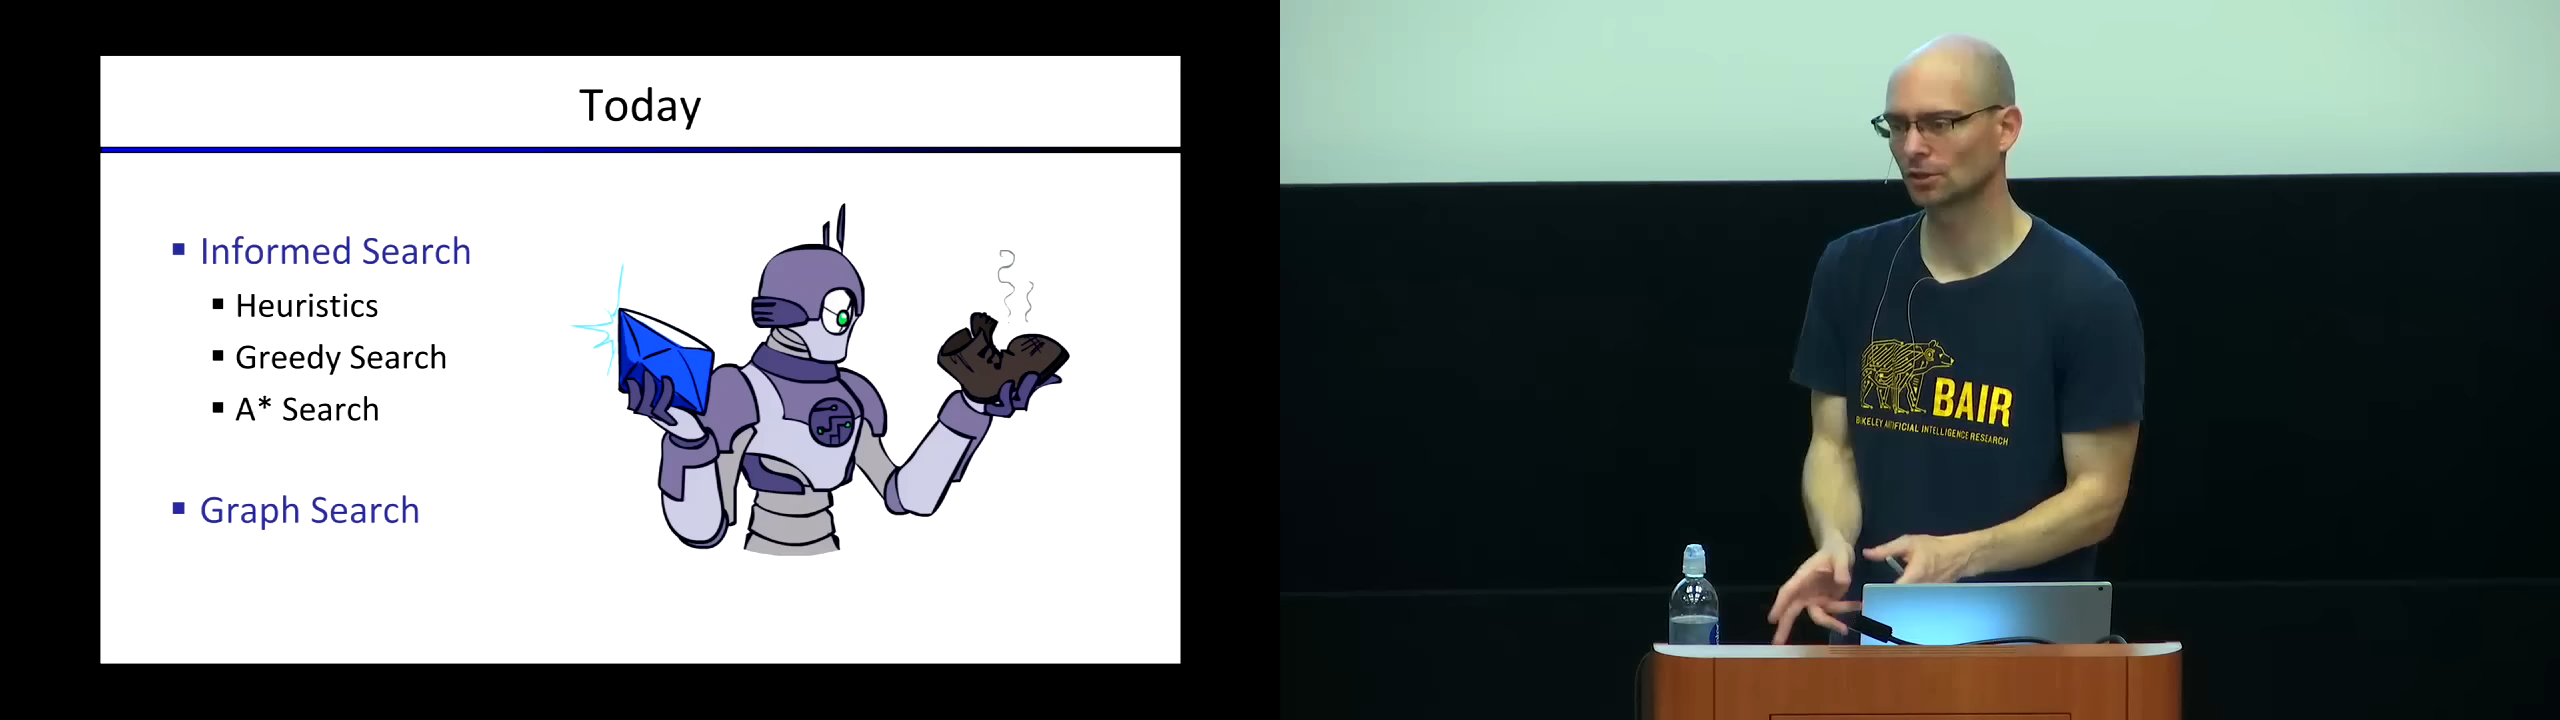 Today
Informed Search
Heuristics
Greedy Search
A* Search
Graph Search
BAIR
BERKELEY ARTIFICIAL INTELLIGENCE RESEARCH